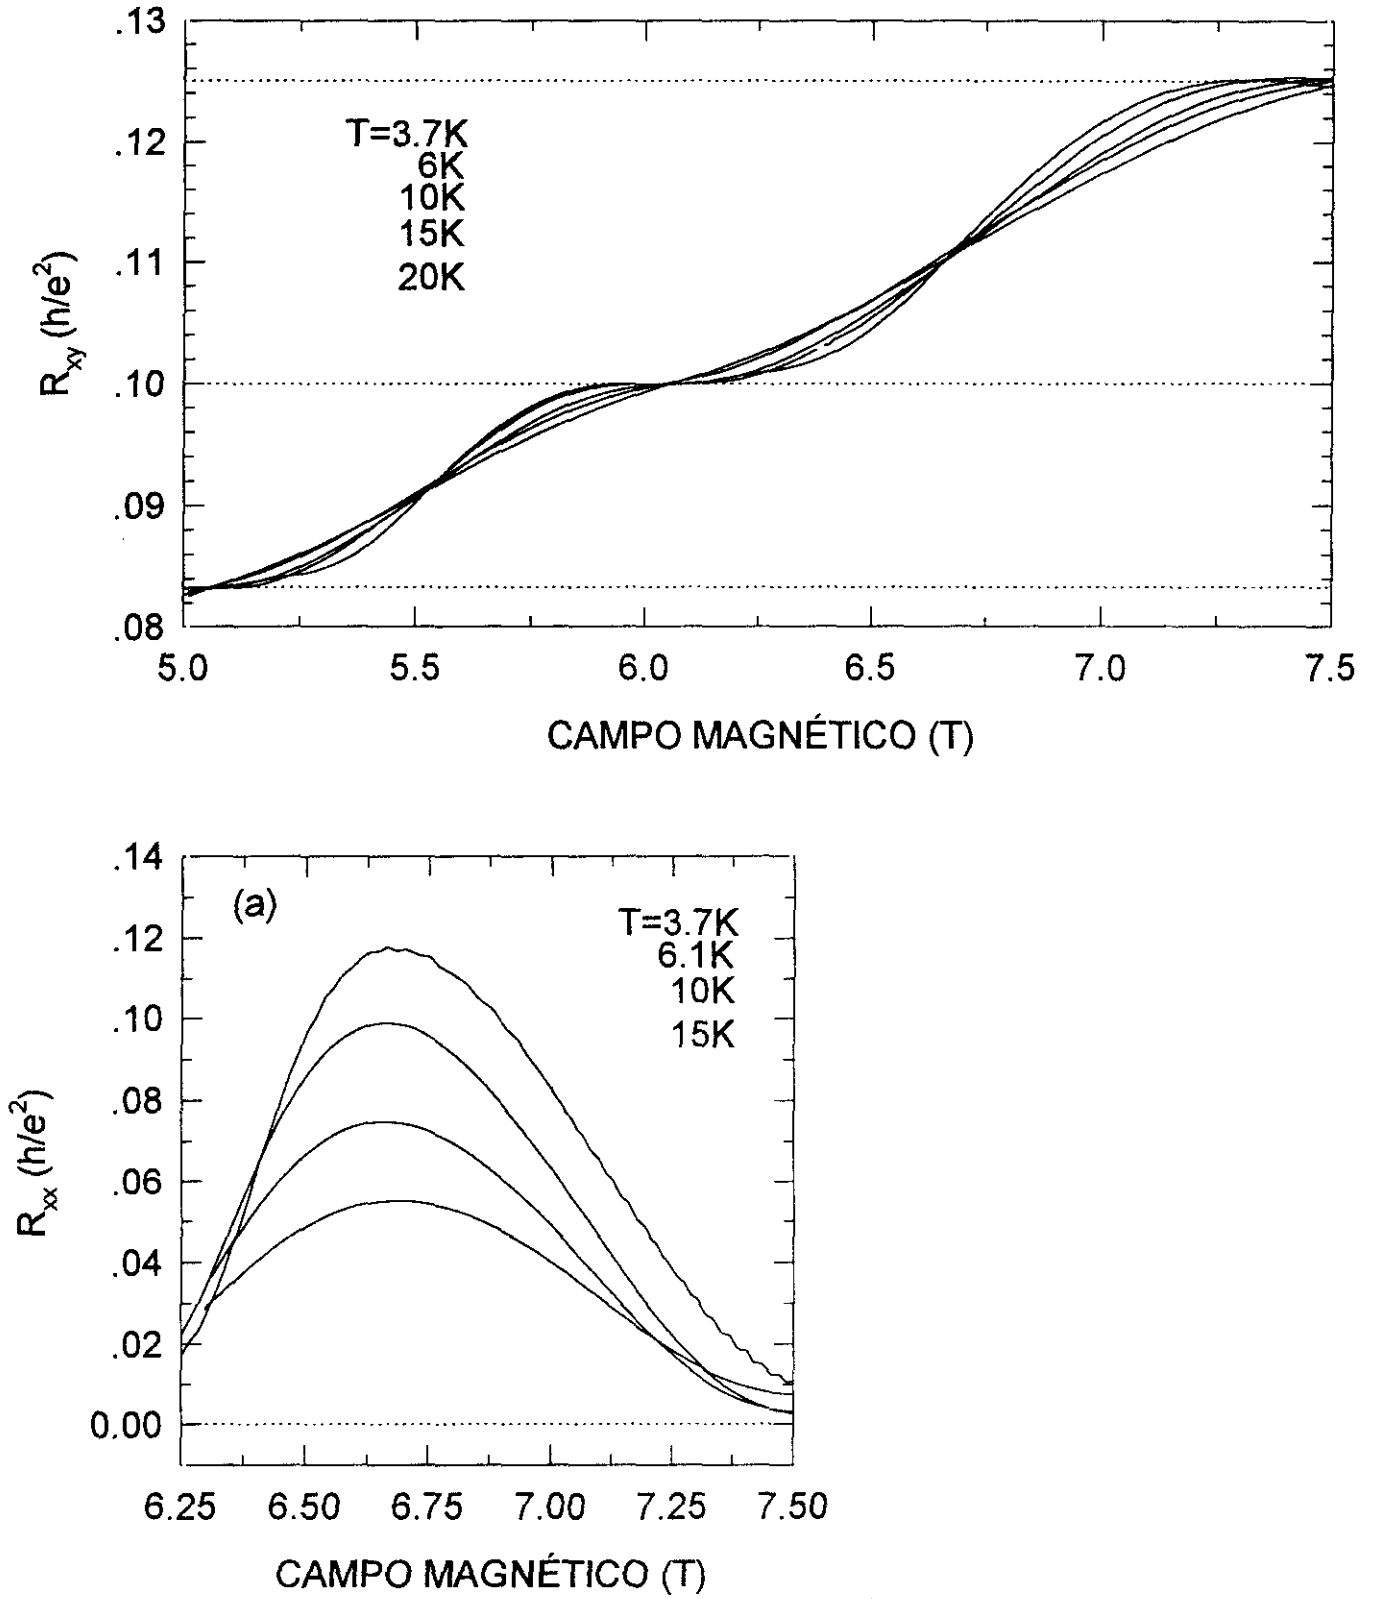 .13
.12
.11
.10
.09
.08
R_xy (h/e²)
T=3.7K
6K
10K
15K
20K
5.0 5.5 6.0 6.5 7.0 7.5
CAMPO MAGNÉTICO (T)
.14
.12
.10
.08
.06
.04
.02
0.00
R_xx (h/e²)
(a)
T=3.7K
6.1K
10K
15K
6.25 6.50 6.75 7.00 7.25 7.50
CAMPO MAGNÉTICO (T)